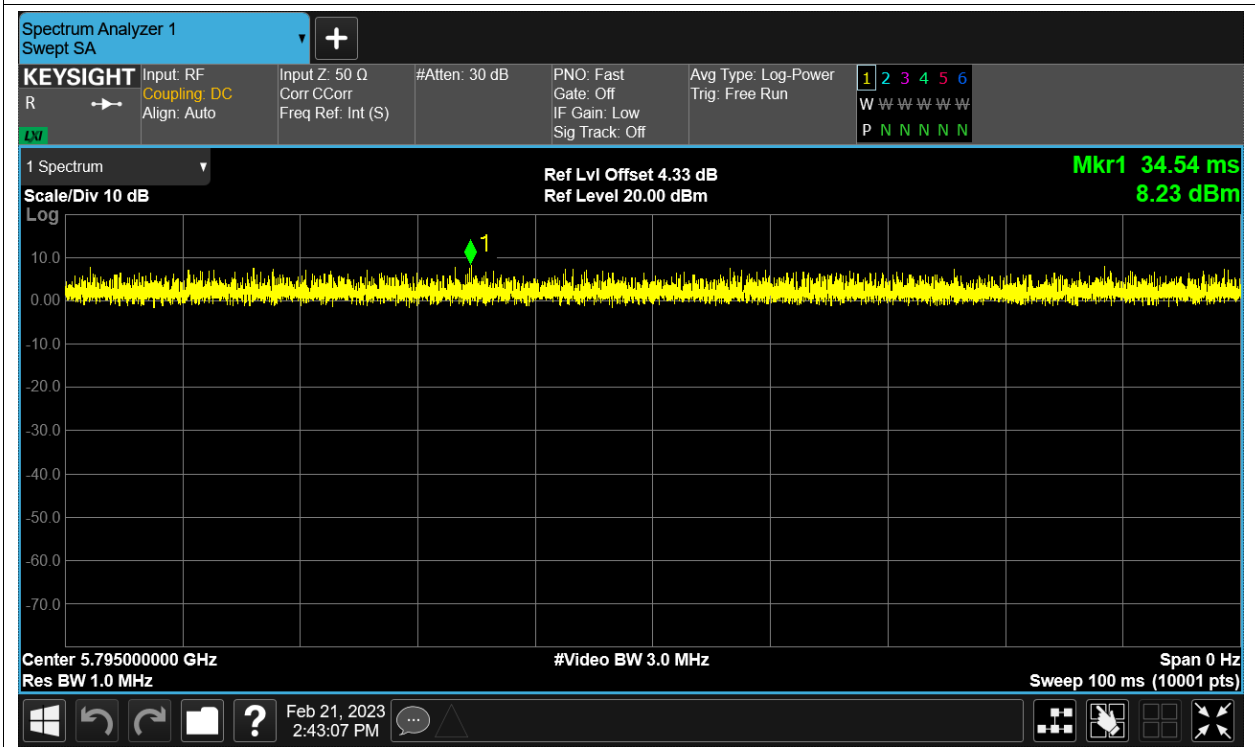 Spectrum Analyzer 1
Swept SA
KEYSIGHT
R
LXI
Input: RF
Coupling: DC
Align: Auto
Input Z: 50 Ω
Corr CCorr
Freq Ref: Int (S)
#Atten: 30 dB
PNO: Fast
Gate: Off
IF Gain: Low
Sig Track: Off
Avg Type: Log-Power
Trig: Free Run
1 2 3 4 5 6
W W W W W W
P N N N N N
1 Spectrum
Scale/Div 10 dB
Ref Lvl Offset 4.33 dB
Ref Level 20.00 dBm
Mkr1 34.54 ms
8.23 dBm
Log
1
10.0
0.00
-10.0
-20.0
-30.0
-40.0
-50.0
-60.0
-70.0
Center 5.795000000 GHz
#Video BW 3.0 MHz
Span 0 Hz
Res BW 1.0 MHz
Sweep 100 ms (10001 pts)
?
Feb 21, 2023
2:43:07 PM